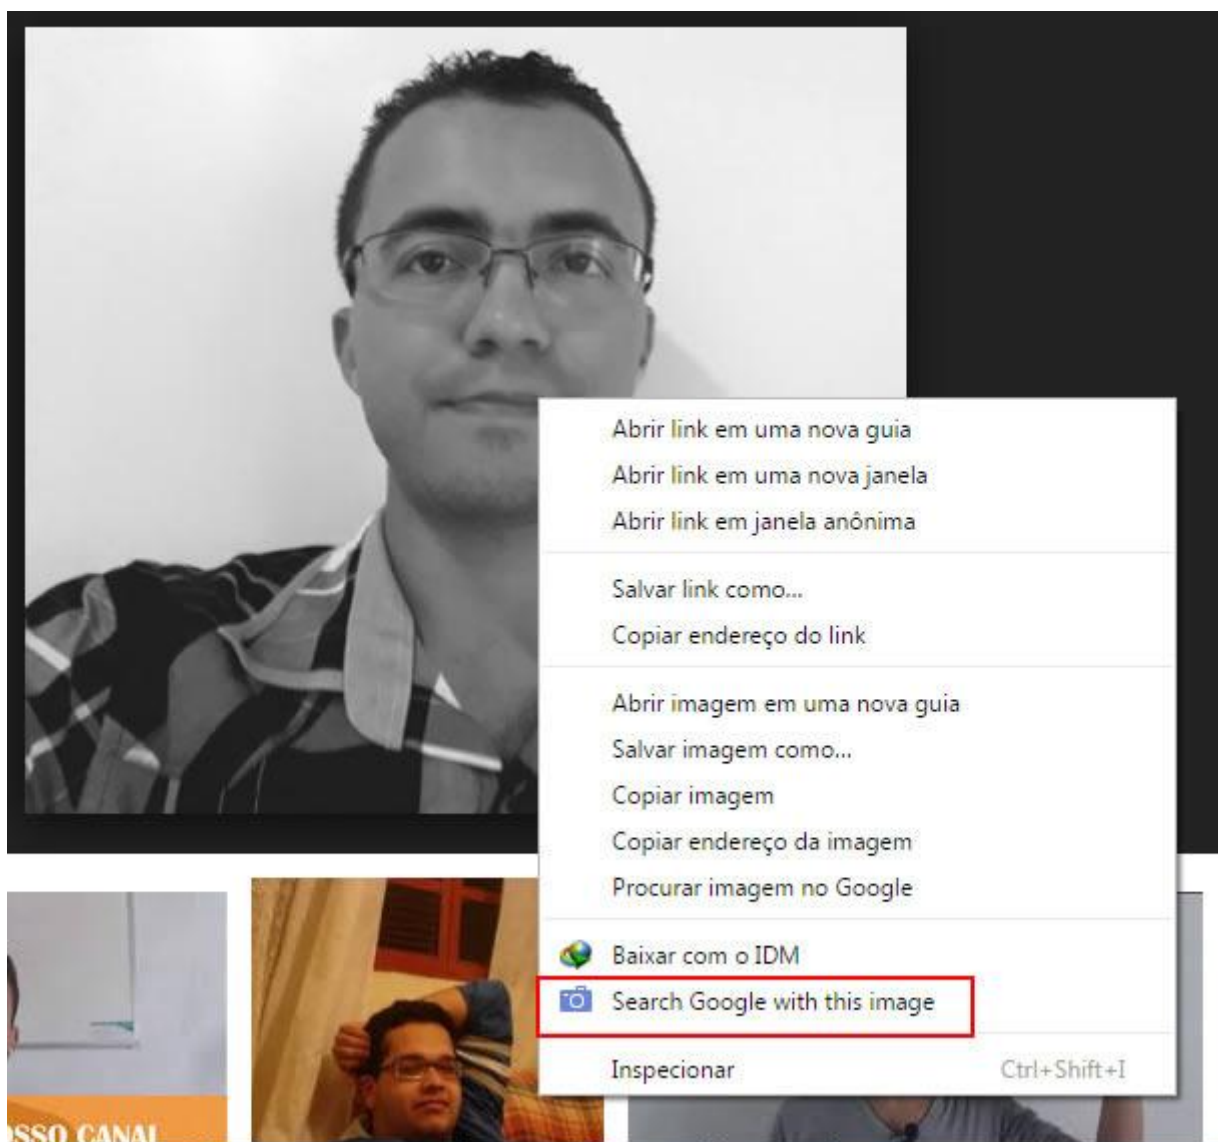 Abrir link em uma nova guia
Abrir link em uma nova janela
Abrir link em janela anônima
Salvar link como...
Copiar endereço do link
Abrir imagem em uma nova guia
Salvar imagem como...
Copiar imagem
Copiar endereço da imagem
Procurar imagem no Google
Baixar com o IDM
Search Google with this image
Inspecionar Ctrl+Shift+I
OSSO CANAL